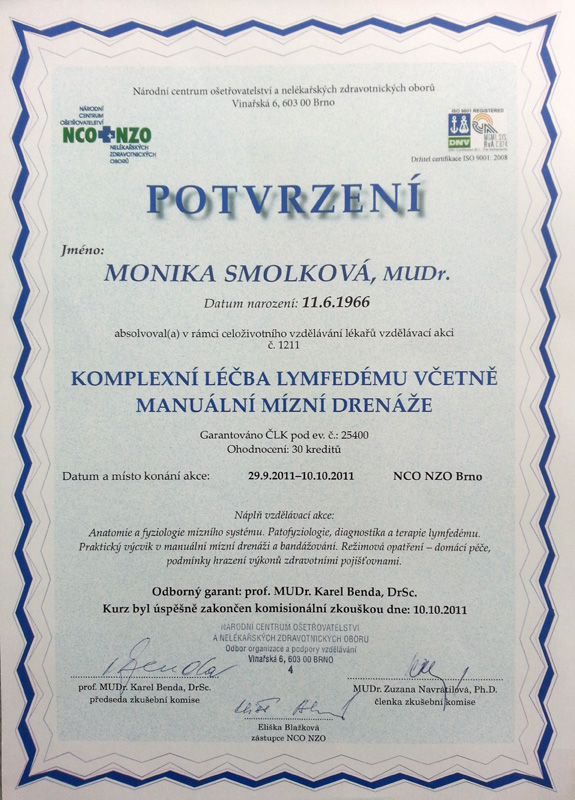 Národní centrum ošetřovatelství a nelékařských zdravotnických oborů
Vinařská 6, 603 00 Brno
NÁRODNÍ
CENTRUM
OŠETŘOVATELSTVÍ
NCO NZO
NELÉKAŘSKÝCH
ZDRAVOTNICKÝCH
OBORŮ
ISO 9001 REGISTERED
DNV
Držitel certifikace ISO 9001: 2008
POTVRZENÍ
Jméno:
MONIKA SMOLKOVÁ, MUDr.
Datum narození: 11.6.1966
absolvoval(a) v rámci celoživotního vzdělávání lékařů vzdělávací akci
č. 1211
KOMPLEXNÍ LÉČBA LYMFEDÉMU VČETNĚ
MANUÁLNÍ MÍZNÍ DRENÁŽE
Garantováno ČLK pod ev. č.: 25400
Ohodnocení: 30 kreditů
Datum a místo konání akce: 29.9.2011–10.10.2011 NCO NZO Brno
Náplň vzdělávací akce:
Anatomie a fyziologie mízního systému. Patofyziologie, diagnostika a terapie lymfedému.
Praktický výcvik v manuální mízní drenáži a bandážování. Režimová opatření – domácí péče,
podmínky hrazení výkonů zdravotními pojišťovnami.
Odborný garant: prof. MUDr. Karel Benda, DrSc.
Kurz byl úspěšně zakončen komisionální zkouškou dne: 10.10.2011
NÁRODNÍ CENTRUM OŠETŘOVATELSTVÍ
A NELÉKAŘSKÝCH ZDRAVOTNICKÝCH OBORŮ
Odbor organizace a podpory vzdělávání
Vinařská 6, 603 00 BRNO
4
Benda
prof. MUDr. Karel Benda, DrSc.
předseda zkušební komise
MUDr. Zuzana Navrátilová, Ph.D.
členka zkušební komise
Eliška Blažková
zástupce NCO NZO